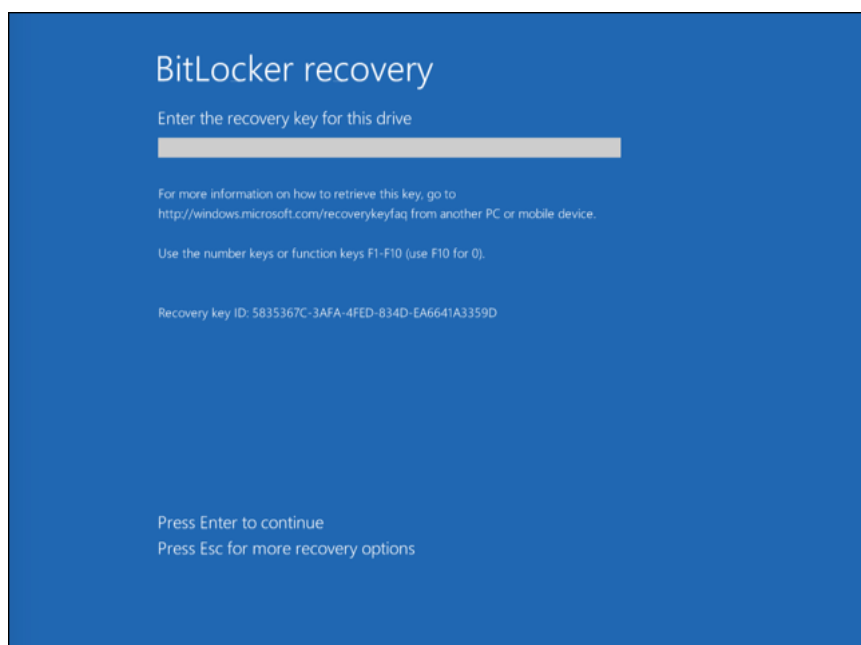 BitLocker recovery
Enter the recovery key for this drive
For more information on how to retrieve this key, go to
http://windows.microsoft.com/recoverykeyfaq from another PC or mobile device.
Use the number keys or function keys F1-F10 (use F10 for 0).
Recovery key ID: 5835367C-3AFA-4FED-834D-EA6641A3359D
Press Enter to continue
Press Esc for more recovery options